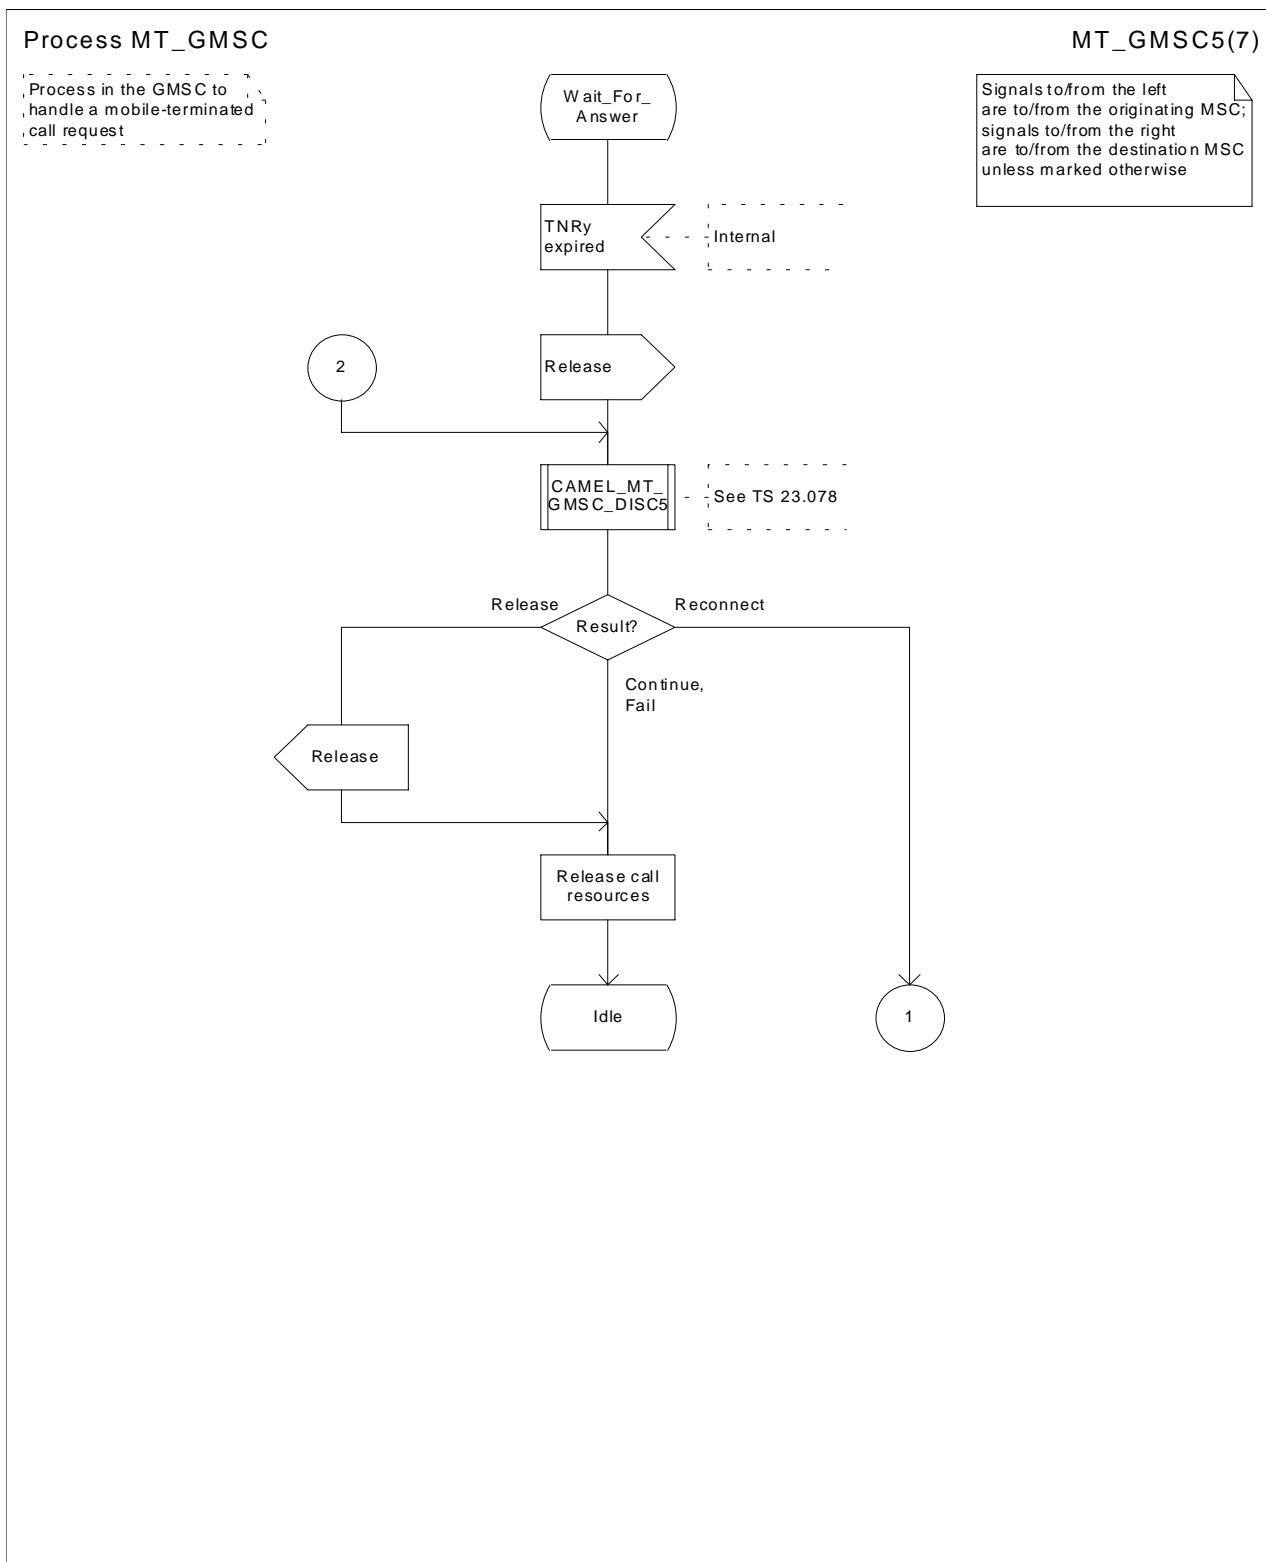 Process MT_GMSC
MT_GMSC5(7)
Process in the GMSC to
handle a mobile-terminated
call request
Signals to/from the left
are to/from the originating MSC;
signals to/from the right
are to/from the destination MSC
unless marked otherwise
Wait_For_
Answer
TNRy
expired
Internal
2
Release
CAMEL_MT_
GMSC_DISC5
See TS 23.078
Release
Result?
Reconnect
Continue,
Fail
Release
Release call
resources
Idle
1